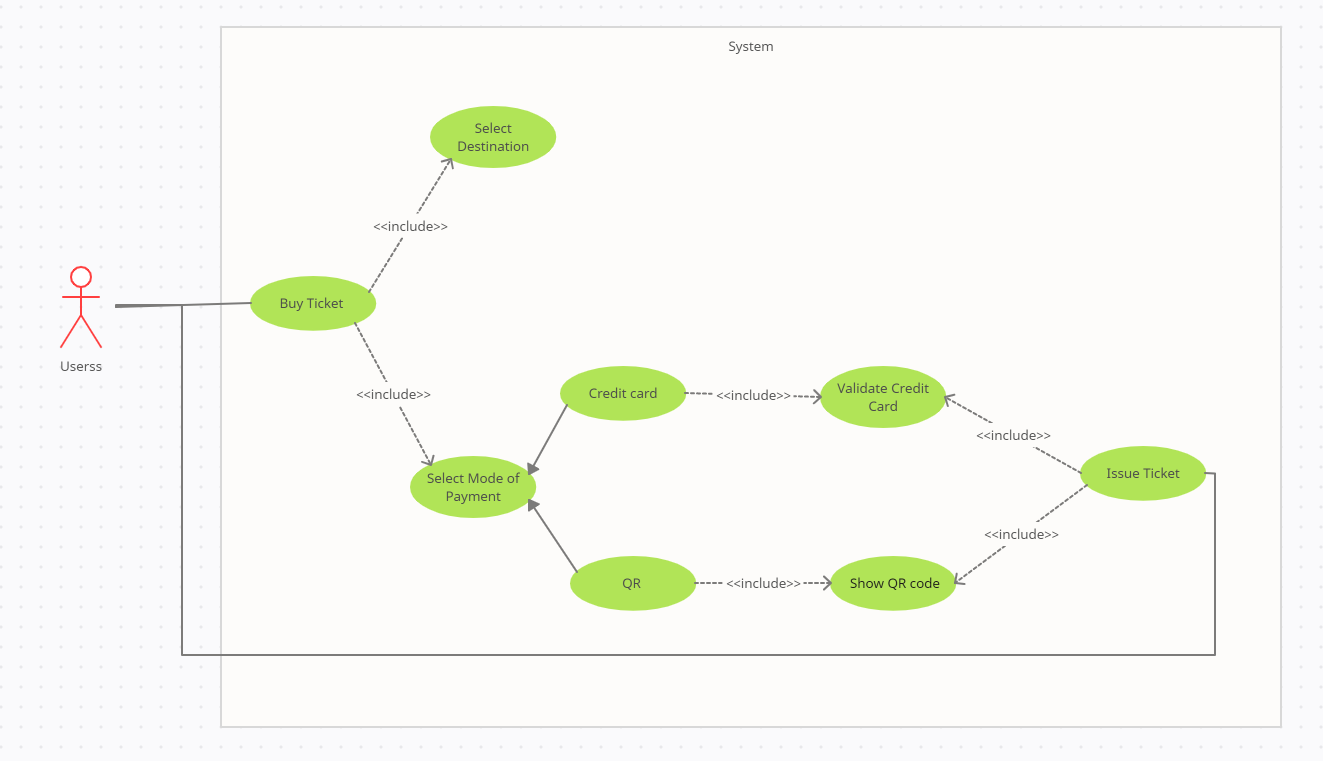 System
Select
Destination
<<include>>
Buy Ticket
Userss
<<include>>
Credit card
<<include>>
Validate Credit
Card
<<include>>
Select Mode of
Payment
Issue Ticket
<<include>>
QR
<<include>>
Show QR code